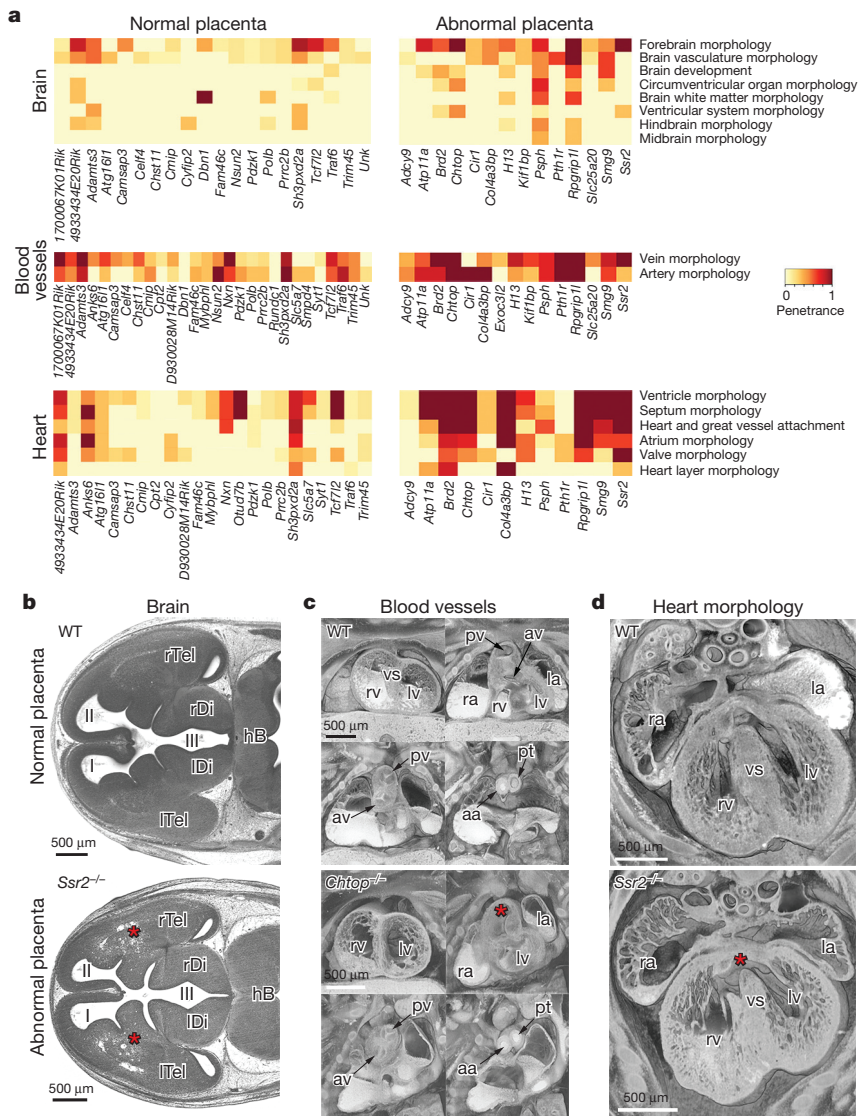 a
Normal placenta
Abnormal placenta
Brain
Forebrain morphology
Brain vasculature morphology
Brain development
Circumventricular organ morphology
Brain white matter morphology
Ventricular system morphology
Hindbrain morphology
Midbrain morphology
1700067K01Rik
4933434E20Rik
Adamts3
Atg16l1
Camsap3
Celf4
Chst11
Cmip
Cyfip2
Dbn1
Fam46c
Nsun2
Pdzk1
Polb
Prrc2b
Sh3pxd2a
Tcf7l2
Traf6
Trim45
Unk
Adcy9
Atp11a
Brd2
Chtop
Cir1
Col4a3bp
H13
Kif1bp
Psph
Pth1r
Rpgrip1l
Slc25a20
Smg9
Ssr2
Blood
vessels
Vein morphology
Artery morphology
0 1
Penetrance
1700067K01Rik
4933434E20Rik
Adamts3
Anks6
Atg16l1
Camsap3
Celf4
Chst11
Cmip
Cpt2
D930028M14Rik
Dbn1
Fam46c
Mybphl
Nsun2
Nxn
Pdzk1
Polb
Prrc2b
Rundc1
Sh3pxd2a
Slc5a7
Smpd4
Syt1
Tcf7l2
Traf6
Trim45
Unk
Adcy9
Atp11a
Brd2
Chtop
Cir1
Col4a3bp
Exoc3l2
H13
Kif1bp
Psph
Pth1r
Rpgrip1l
Slc25a20
Smg9
Ssr2
Heart
Ventricle morphology
Septum morphology
Heart and great vessel attachment
Atrium morphology
Valve morphology
Heart layer morphology
4933434E20Rik
Adamts3
Anks6
Atg16l1
Camsap3
Chst11
Cmip
Cpt2
Cyfip2
D930028M14Rik
Fam46c
Mybphl
Nxn
Otud7b
Pdzk1
Polb
Prrc2b
Sh3pxd2a
Slc5a7
Syt1
Tcf7l2
Traf6
Trim45
Adcy9
Atp11a
Brd2
Chtop
Cir1
Col4a3bp
H13
Psph
Pth1r
Rpgrip1l
Smg9
Ssr2
b
Brain
Normal placenta
WT
rTel
rDi
II
III
hB
I
lDi
lTel
500 µm
Abnormal placenta
Ssr2–/–
*
rTel
rDi
II
III
hB
I
lDi
*
lTel
500 µm
c
Blood vessels
WT
vs
rv
lv
500 µm
pv
av
la
ra
rv
lv
pv
av
pt
aa
Chtop–/–
rv
lv
500 µm
*
la
ra
lv
pv
av
pt
aa
d
Heart morphology
WT
la
ra
vs
rv
lv
500 µm
Ssr2–/–
*
ra
la
vs
lv
rv
500 µm